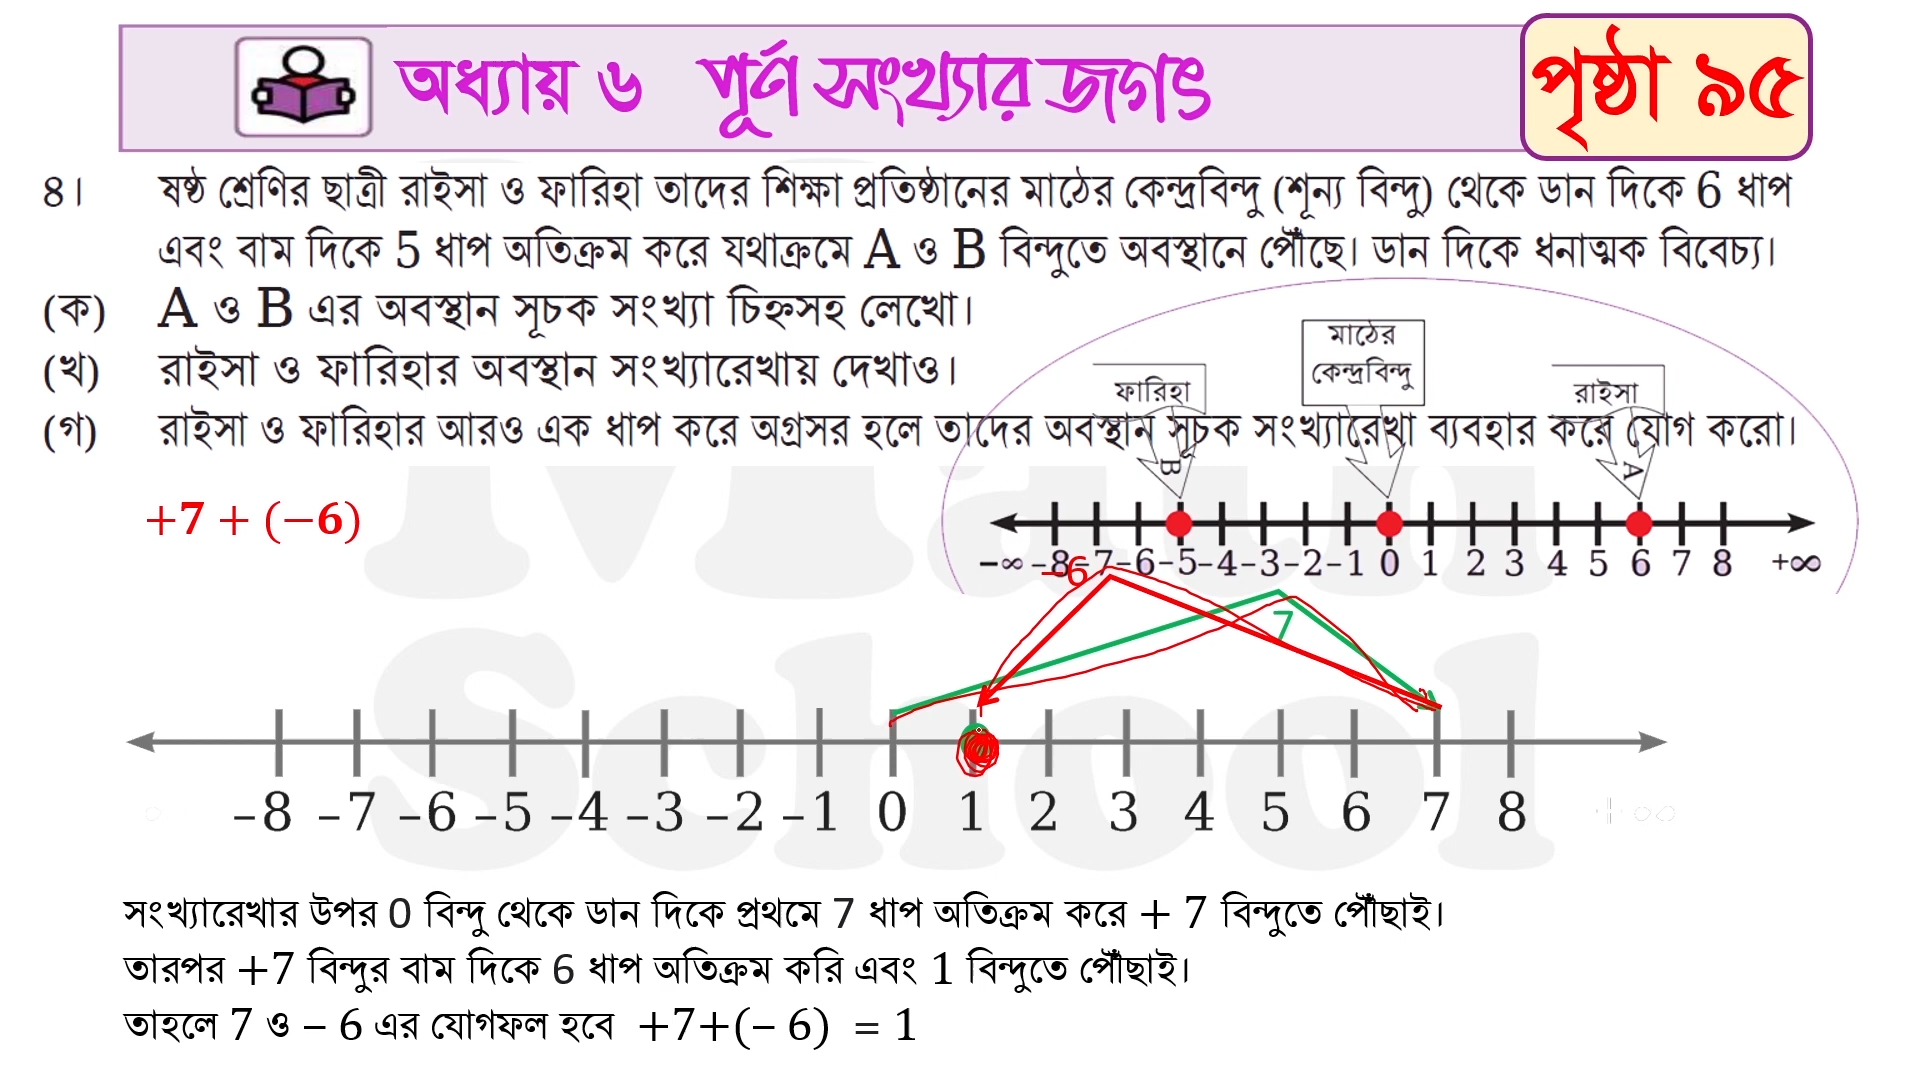 অধ্যায় ৬ পূর্ণ সংখ্যার জগৎ
পৃষ্ঠা ৯৫
৪। ষষ্ঠ শ্রেণির ছাত্রী রাইসা ও ফারিহা তাদের শিক্ষা প্রতিষ্ঠানের মাঠের কেন্দ্রবিন্দু (শূন্য বিন্দু) থেকে ডান দিকে 6 ধাপ
এবং বাম দিকে 5 ধাপ অতিক্রম করে যথাক্রমে A ও B বিন্দুতে অবস্থানে পৌঁছে। ডান দিকে ধনাত্মক বিবেচ্য।
(ক) A ও B এর অবস্থান সূচক সংখ্যা চিহ্নসহ লেখো।
(খ) রাইসা ও ফারিহার অবস্থান সংখ্যারেখায় দেখাও।
(গ) রাইসা ও ফারিহার আরও এক ধাপ করে অগ্রসর হলে তাদের অবস্থান সূচক সংখ্যারেখা ব্যবহার করে যোগ করো।
মাঠের
কেন্দ্রবিন্দু
ফারিহা
রাইসা
B
A
+7 + (−6)
−∞ −8 −7 −6 −5 −4 −3 −2 −1 0 1 2 3 4 5 6 7 8 +∞
−6
7
−8 −7 −6 −5 −4 −3 −2 −1 0 1 2 3 4 5 6 7 8 +∞
Math
School
সংখ্যারেখার উপর 0 বিন্দু থেকে ডান দিকে প্রথমে 7 ধাপ অতিক্রম করে + 7 বিন্দুতে পৌঁছাই।
তারপর +7 বিন্দুর বাম দিকে 6 ধাপ অতিক্রম করি এবং 1 বিন্দুতে পৌঁছাই।
তাহলে 7 ও − 6 এর যোগফল হবে +7+(− 6) = 1